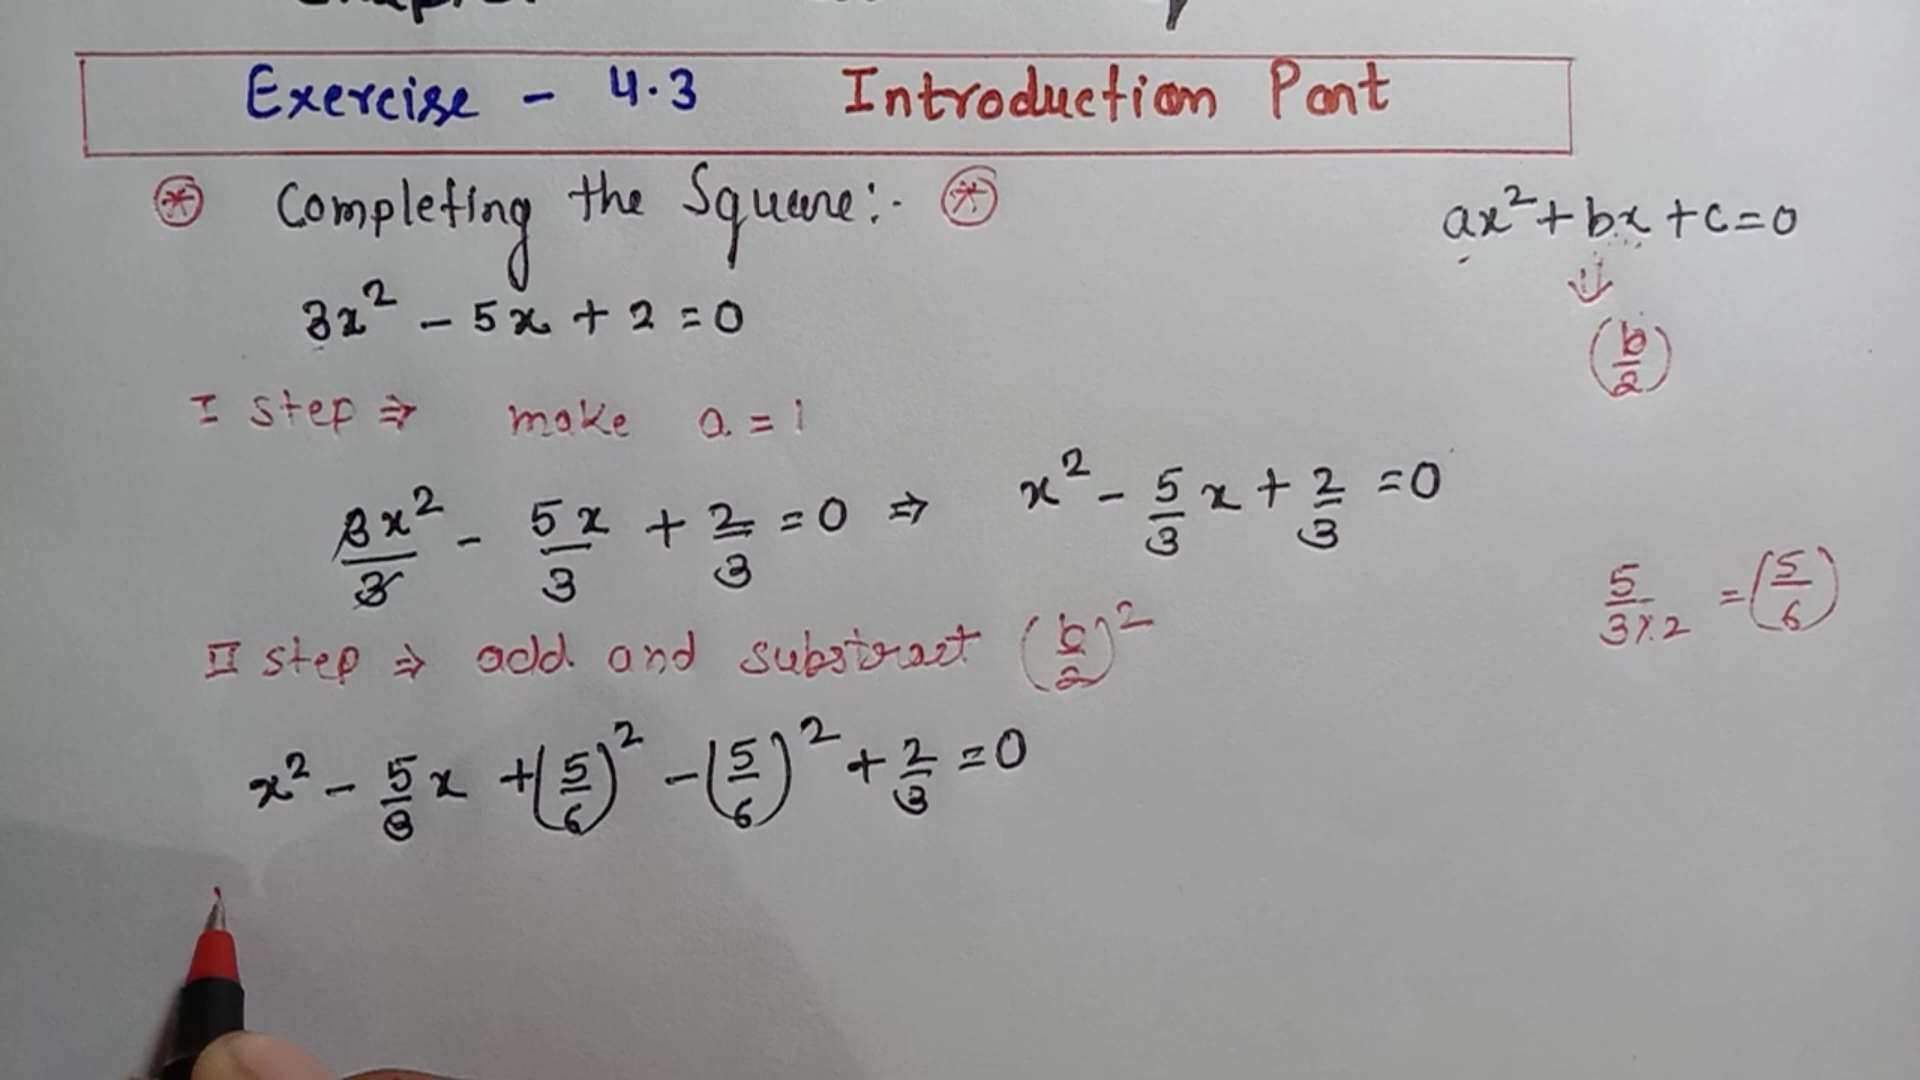 Exercise - 4.3 Introduction Part
* Completing the Square:- *
ax² + bx + c = 0
⇓
(b/2)
3x² - 5x + 2 = 0
I step ⇒ make a = 1
3x²/3 - 5x/3 + 2/3 = 0 ⇒ x² - 5/3 x + 2/3 = 0
5/3×2 = (5/6)
II step ⇒ add and substract (b/2)²
x² - 5/3 x + (5/6)² - (5/6)² + 2/3 = 0